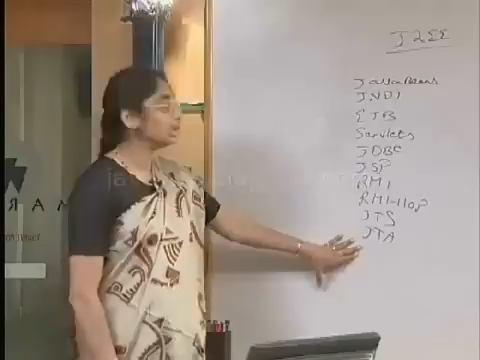 J2EE
JavaBeans
JNDI
EJB
Servlets
JDBC
JSP
RMI
RMI-IIOP
JTS
JTA